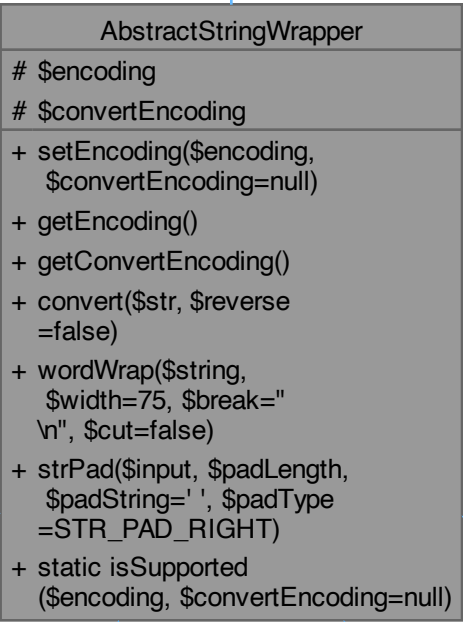 AbstractStringWrapper
# $encoding
# $convertEncoding
+ setEncoding($encoding,
$convertEncoding=null)
+ getEncoding()
+ getConvertEncoding()
+ convert($str, $reverse
=false)
+ wordWrap($string,
$width=75, $break="
\n", $cut=false)
+ strPad($input, $padLength,
$padString=' ', $padType
=STR_PAD_RIGHT)
+ static isSupported
($encoding, $convertEncoding=null)